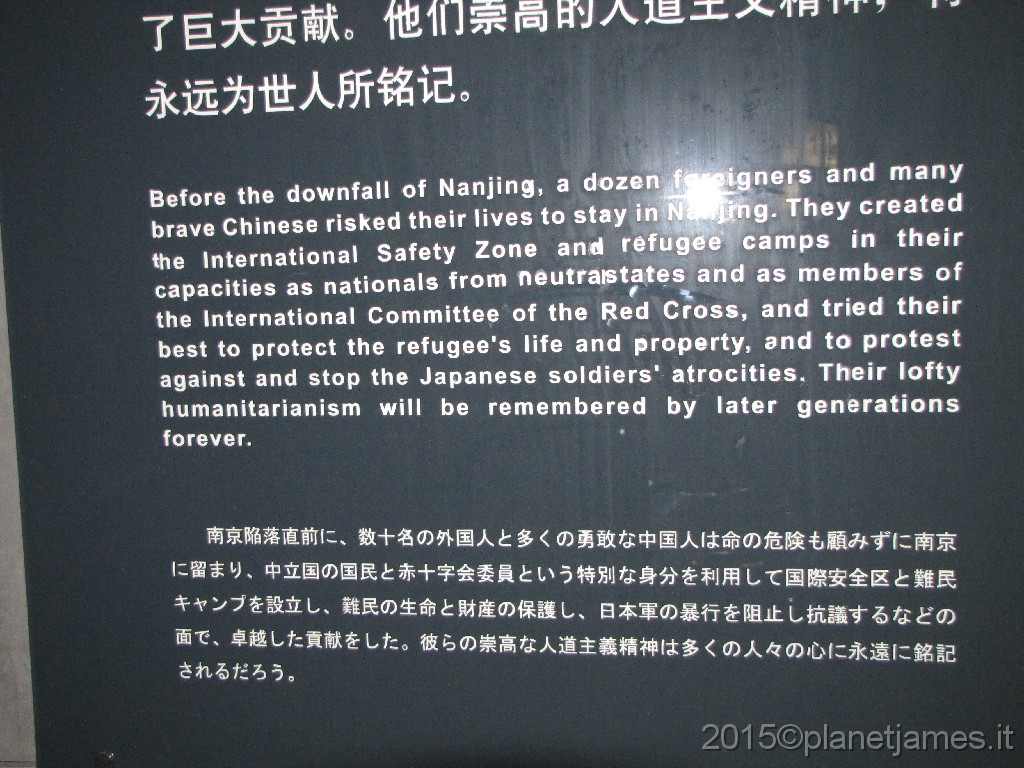 了巨大贡献。他们崇高的人道主义精神，将
永远为世人所铭记。
Before the downfall of Nanjing, a dozen foreigners and many
brave Chinese risked their lives to stay in Nanjing. They created
the International Safety Zone and refugee camps in their
capacities as nationals from neutral states and as members of
the International Committee of the Red Cross, and tried their
best to protect the refugee's life and property, and to protest
against and stop the Japanese soldiers' atrocities. Their lofty
humanitarianism will be remembered by later generations
forever.
南京陥落直前に、数十名の外国人と多くの勇敢な中国人は命の危険も顧みずに南京
に留まり、中立国の国民と赤十字会委員という特別な身分を利用して国際安全区と難民
キャンプを設立し、難民の生命と財産の保護し、日本軍の暴行を阻止し抗議するなどの
面で、卓越した貢献をした。彼らの崇高な人道主義精神は多くの人々の心に永遠に銘記
されるだろう。
2015©planetjames.it